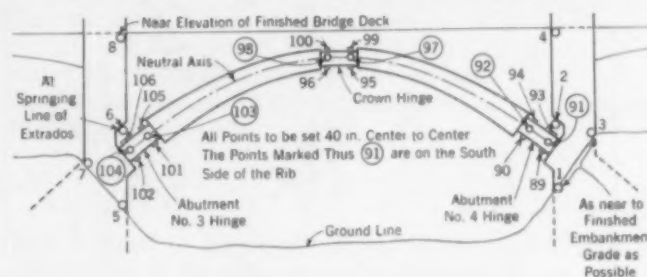 Near Elevation of Finished Bridge Deck
8
100
99
4
98
97
Neutral Axis
At
Springing
Line of
Extrados
106
105
96
95
Crown Hinge
92
94
93
2
91
3
6
103
All Points to be set 40 in. Center to Center
The Points Marked Thus 91 are on the South
Side of the Rib
90
89
1
7
104
101
102
5
Abutment
No. 3 Hinge
Abutment
No. 4 Hinge
Ground Line
As near to
Finished
Embankment
Grade as
Possible